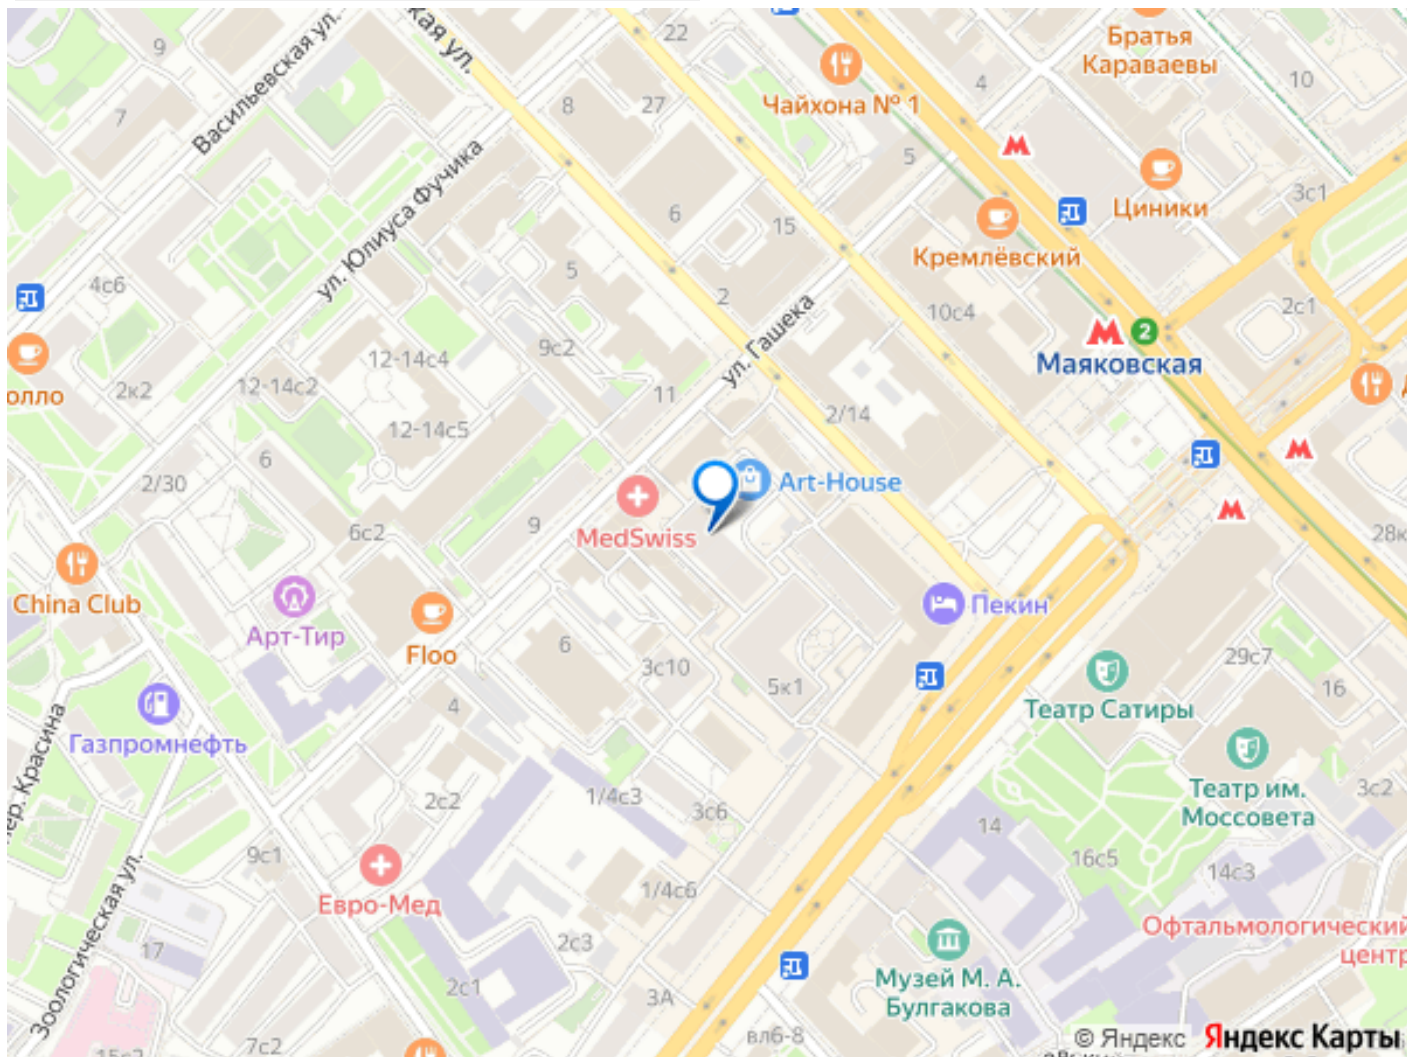 9
Васильевская ул.
кая ул.
22
Братья
Караваевы
10
4
Чайхона № 1
8
27
7
5
ул. Юлиуса Фучика
3с1
Циники
6
15
Кремлёвский
4с6
5
2
10с4
2с1
2
Маяковская
ул. Гашека
9с2
12-14с4
12-14с2
2к2
олло
11
2/14
12-14с5
6
2/30
Art-House
MedSwiss
9
6с2
28к
China Club
Арт-Тир
Floo
Пекин
6
3с10
5к1
29с7
16
Театр Сатиры
4
Газпромнефть
пер. Красина
Театр им.
Моссовета
3с2
2с2
1/4с3
3с6
14
16с5
14с3
9с1
Евро-Мед
1/4с6
Зоологическая ул.
17
2с3
Офтальмологический
центр
Музей М. А.
Булгакова
2с1
3А
вл6-8
7с2
15с2
© Яндекс Яндекс Карты